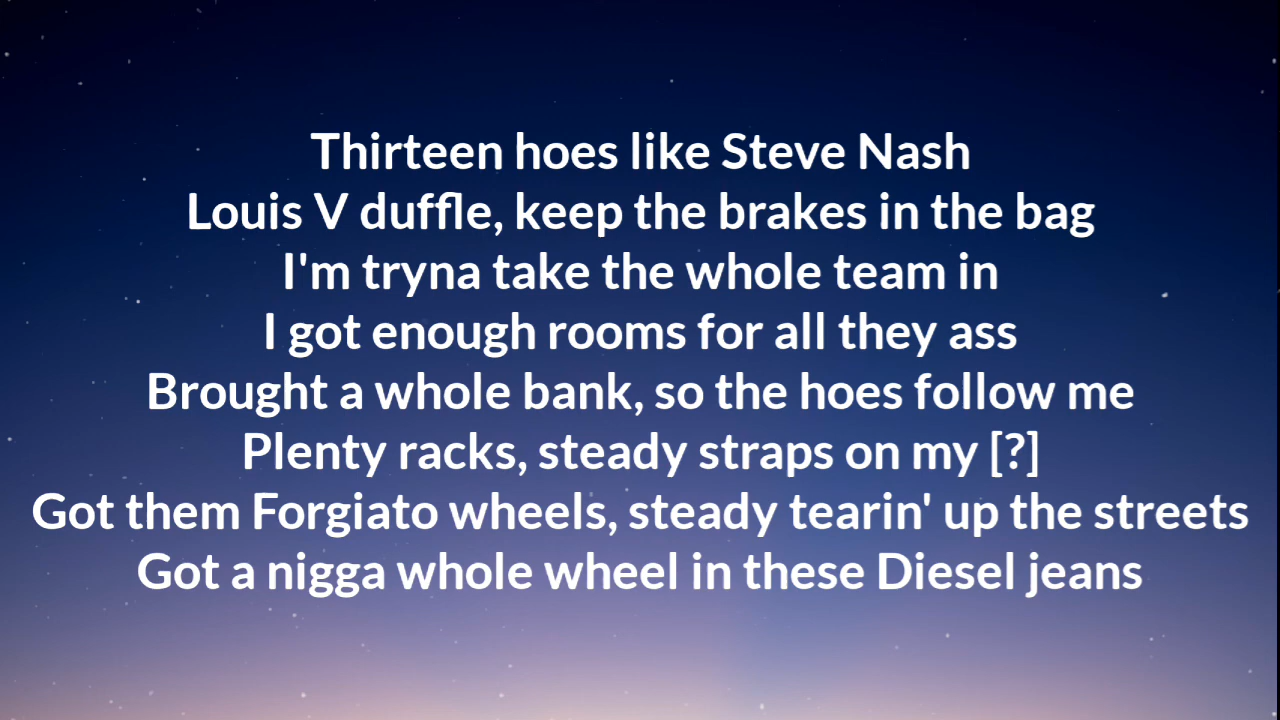 Thirteen hoes like Steve Nash
Louis V duffle, keep the brakes in the bag
I'm tryna take the whole team in
I got enough rooms for all they ass
Brought a whole bank, so the hoes follow me
Plenty racks, steady straps on my [?]
Got them Forgiato wheels, steady tearin' up the streets
Got a nigga whole wheel in these Diesel jeans